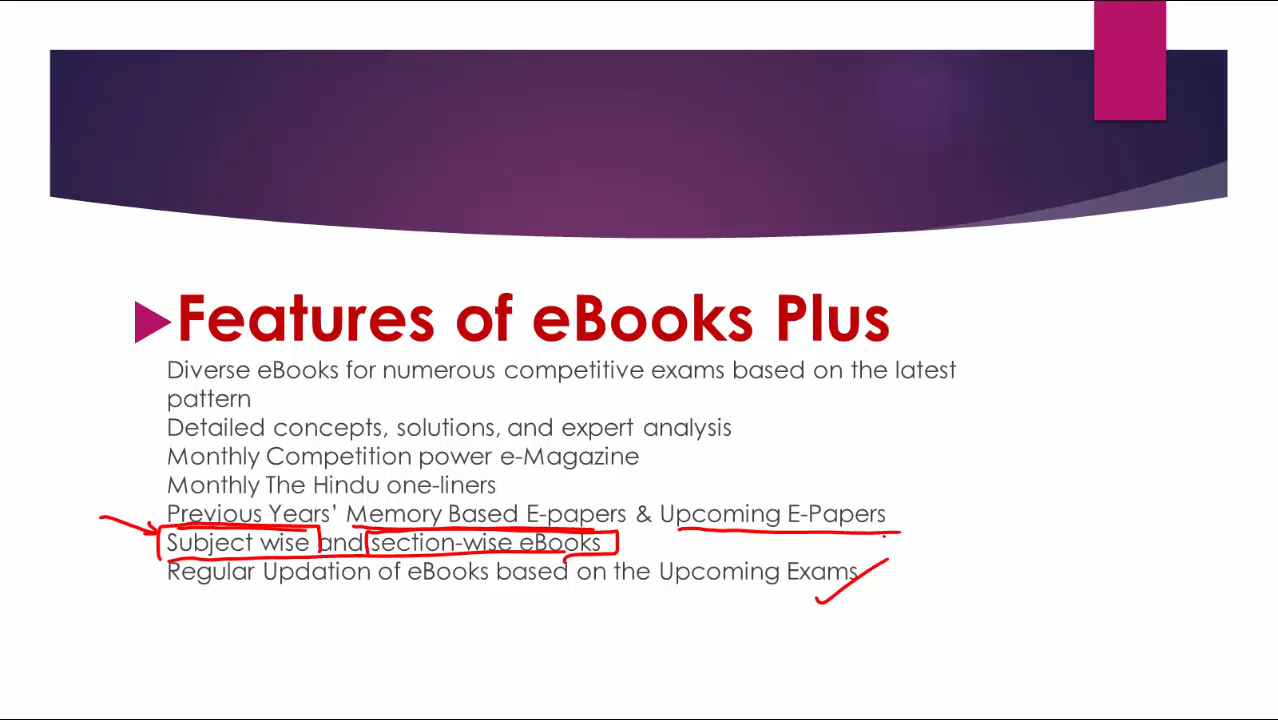 Features of eBooks Plus
Diverse eBooks for numerous competitive exams based on the latest
pattern
Detailed concepts, solutions, and expert analysis
Monthly Competition power e-Magazine
Monthly The Hindu one-liners
Previous Years’ Memory Based E-papers & Upcoming E-Papers
Subject wise and section-wise eBooks
Regular Updation of eBooks based on the Upcoming Exams